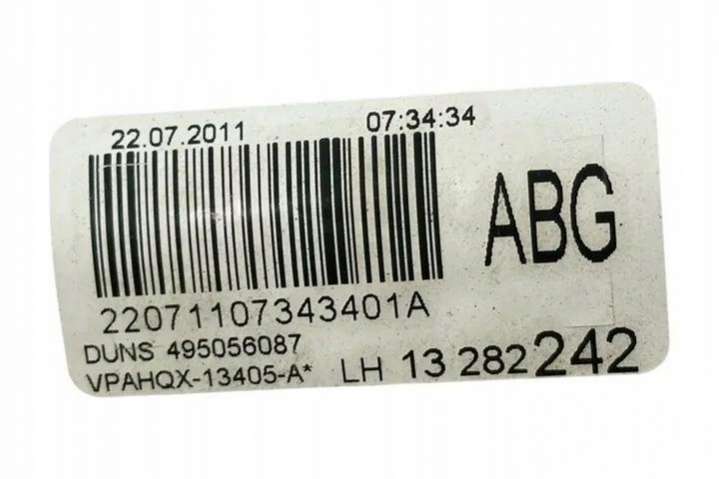 22.07.2011 07:34:34
ABG
22071107343401A
DUNS 495056087
VPAHQX-13405-A* LH 13 282 242